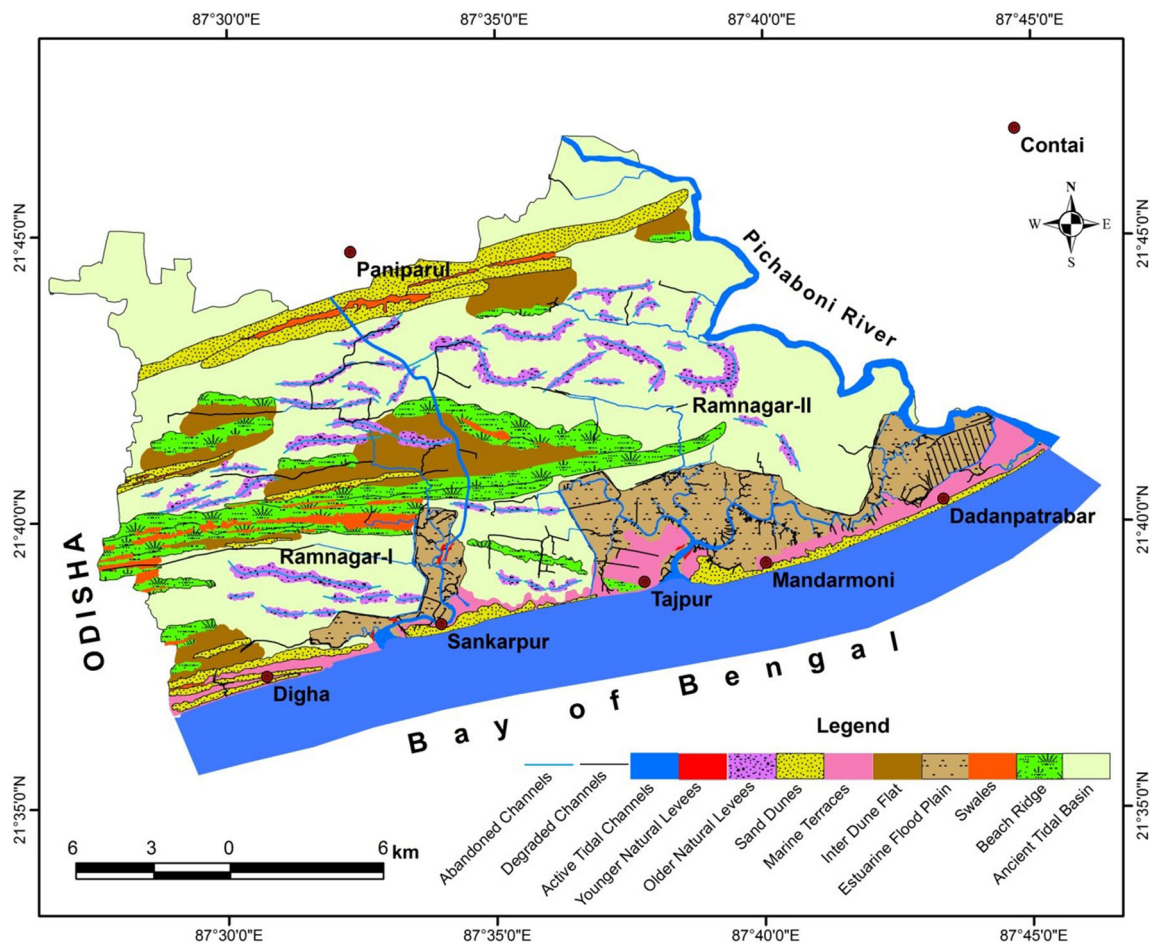 87°30'0"E 87°35'0"E 87°40'0"E 87°45'0"E
Contai
N
W E
S
21°45'0"N 21°45'0"N
Paniparul
Pichaboni River
Ramnagar-II
21°40'0"N 21°40'0"N
Dadanpatrabar
Ramnagar-I
Mandarmoni
Tajpur
ODISHA
Sankarpur
Digha
Bay of Bengal
Legend
Abandoned Channels
Degraded Channels
Active Tidal Channels
Younger Natural Levees
Older Natural Levees
Sand Dunes
Marine Terraces
Inter Dune Flat
Estuarine Flood Plain
Swales
Beach Ridge
Ancient Tidal Basin
21°35'0"N 21°35'0"N
6 3 0 6 km
87°30'0"E 87°35'0"E 87°40'0"E 87°45'0"E